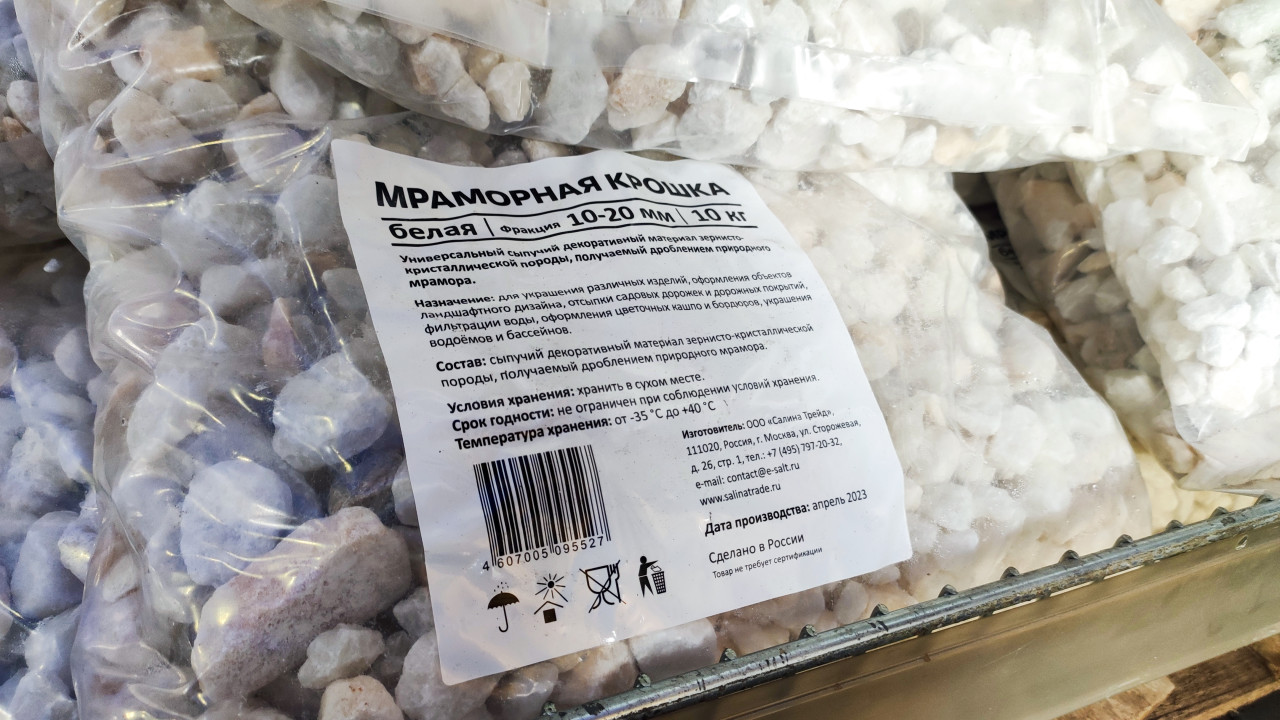 МРАМОРНАЯ КРОШКА
белая | Фракция 10-20 мм | 10 кг
Универсальный сыпучий декоративный материал зернисто-
кристаллической породы, получаемый дроблением природного
мрамора.
Назначение: для украшения различных изделий, оформления объектов
ландшафтного дизайна, отсыпки садовых дорожек и дорожных покрытий,
фильтрации воды, оформления цветочных кашпо и бордюров, украшения
водоёмов и бассейнов.
Состав: сыпучий декоративный материал зернисто-кристаллической
породы, получаемый дроблением природного мрамора.
Условия хранения: хранить в сухом месте.
Срок годности: не ограничен при соблюдении условий хранения.
Температура хранения: от -35 °C до +40 °C
Изготовитель: ООО «Салина Трейд»,
111020, Россия, г. Москва, ул. Сторожевая,
д. 26, стр. 1, тел.: +7 (495) 797-20-32,
e-mail: contact@e-salt.ru
www.salinatrade.ru
Дата производства: апрель 2023
Сделано в России
Товар не требует сертификации
4 607005 095527